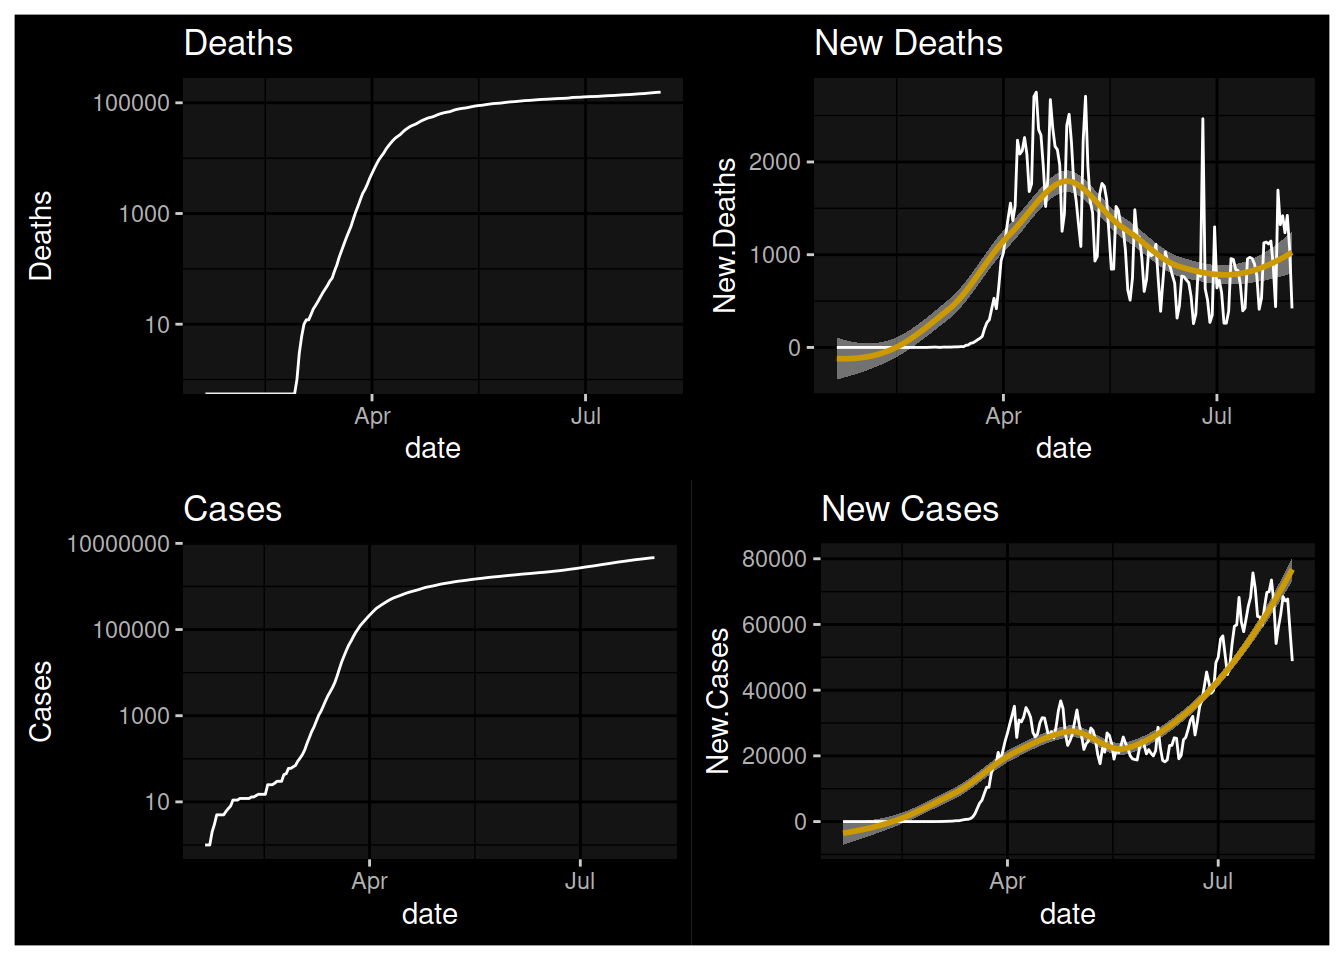 Deaths
Deaths
100000
1000
10
Apr
Jul
date
New Deaths
New.Deaths
2000
1000
0
Apr
Jul
date
Cases
Cases
10000000
100000
1000
10
Apr
Jul
date
New Cases
New.Cases
80000
60000
40000
20000
0
Apr
Jul
date